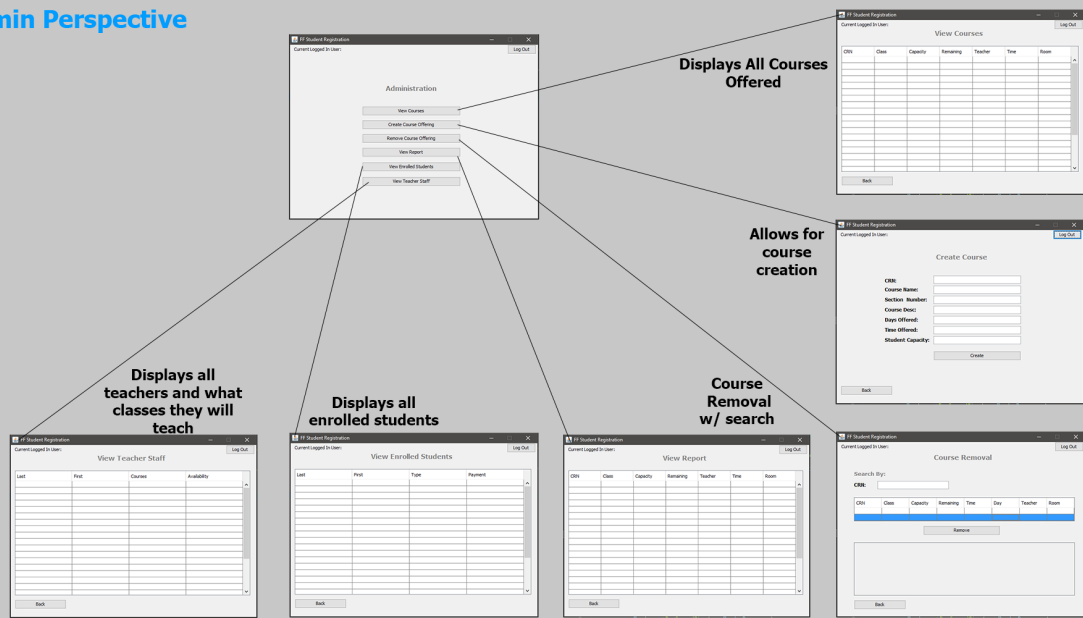 min Perspective
FF Student Registration
Current Logged In User:
Log Out
Administration
View Courses
Create Course Offering
Remove Course Offering
View Report
View Enrolled Students
View Teacher Staff
Displays All Courses
Offered
FF Student Registration
Current Logged In User:
Log Out
View Courses
CRN Class Capacity Remaining Teacher Time Room
Back
Allows for
course
creation
FF Student Registration
Current Logged In User:
Log Out
Create Course
CRN:
Course Name:
Section Number:
Course Desc:
Days Offered:
Time Offered:
Student Capacity:
Create
Back
Displays all
teachers and what
classes they will
teach
FF Student Registration
Current Logged In User:
Log Out
View Teacher Staff
Last First Courses Availability
Back
Displays all
enrolled students
FF Student Registration
Current Logged In User:
Log Out
View Enrolled Students
Last First Type Payment
Back
FF Student Registration
Current Logged In User:
Log Out
View Report
CRN Class Capacity Remaining Teacher Time Room
Back
Course
Removal
w/ search
FF Student Registration
Current Logged In User:
Log Out
Course Removal
Search By:
CRN:
CRN Class Capacity Remaining Time Day Teacher Room
Remove
Back